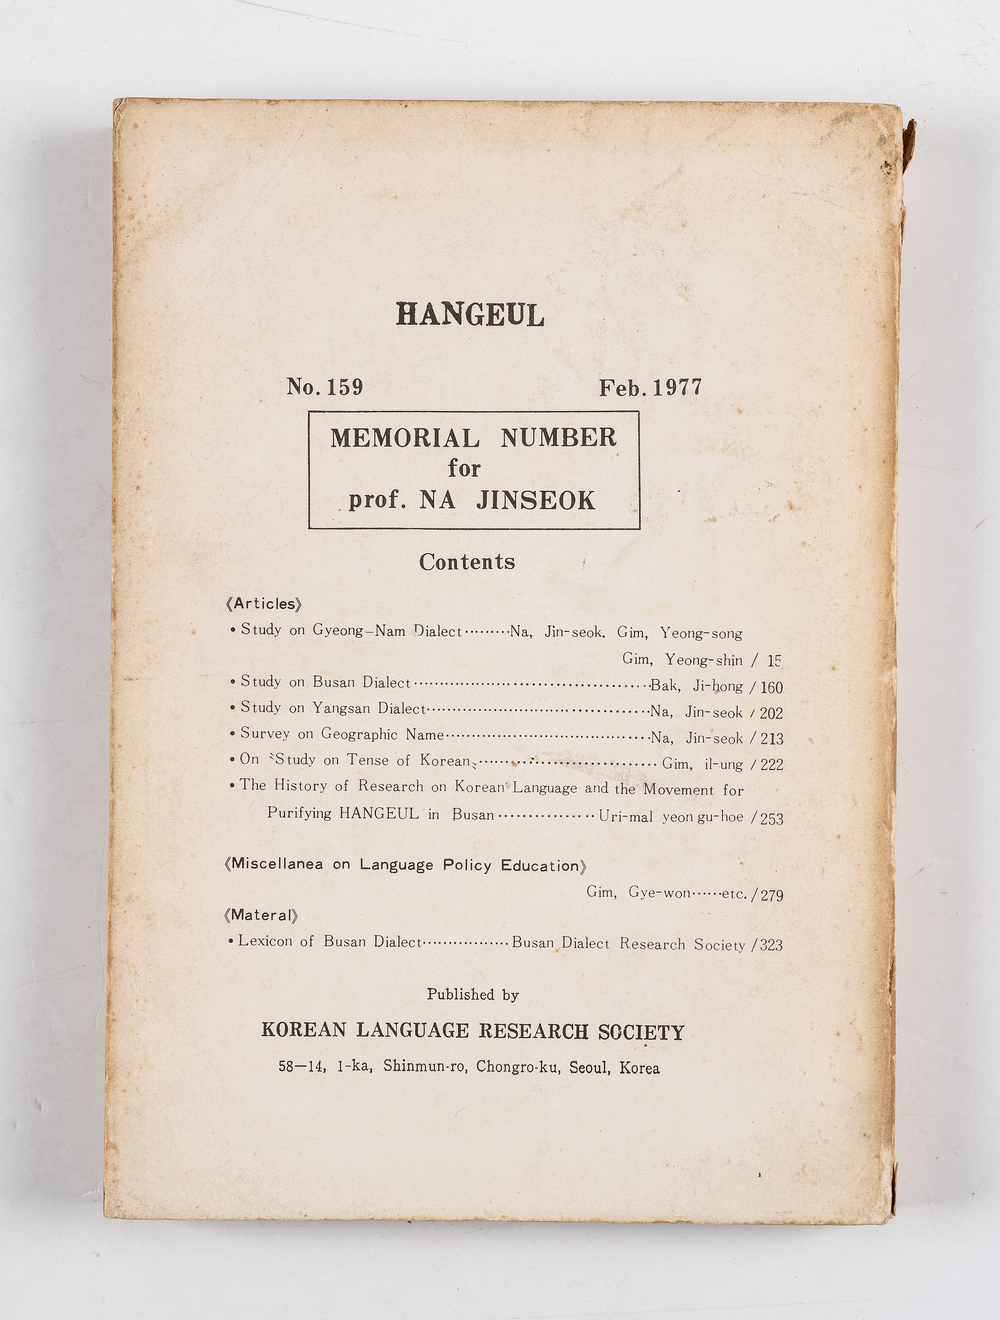 HANGEUL
No. 159 Feb. 1977
MEMORIAL NUMBER
for
prof. NA JINSEOK
Contents
《Articles》
• Study on Gyeong-Nam Dialect·········Na, Jin-seok. Gim, Yeong-song
Gim, Yeong-shin / 15
• Study on Busan Dialect··············································Bak, Ji-hong / 160
• Study on Yangsan Dialect···········································Na, Jin-seok / 202
• Survey on Geographic Name········································Na, Jin-seok / 213
• On 〝Study on Tense of Korean〟··································· Gim, il-ung / 222
• The History of Research on Korean Language and the Movement for
Purifying HANGEUL in Busan ··············· Uri-mal yeon gu-hoe / 253
《Miscellanea on Language Policy Education》
Gim, Gye-won······etc. / 279
《Materal》
• Lexicon of Busan Dialect················· Busan Dialect Research Society / 323
Published by
KOREAN LANGUAGE RESEARCH SOCIETY
58—14, 1-ka, Shinmun-ro, Chongro-ku, Seoul, Korea